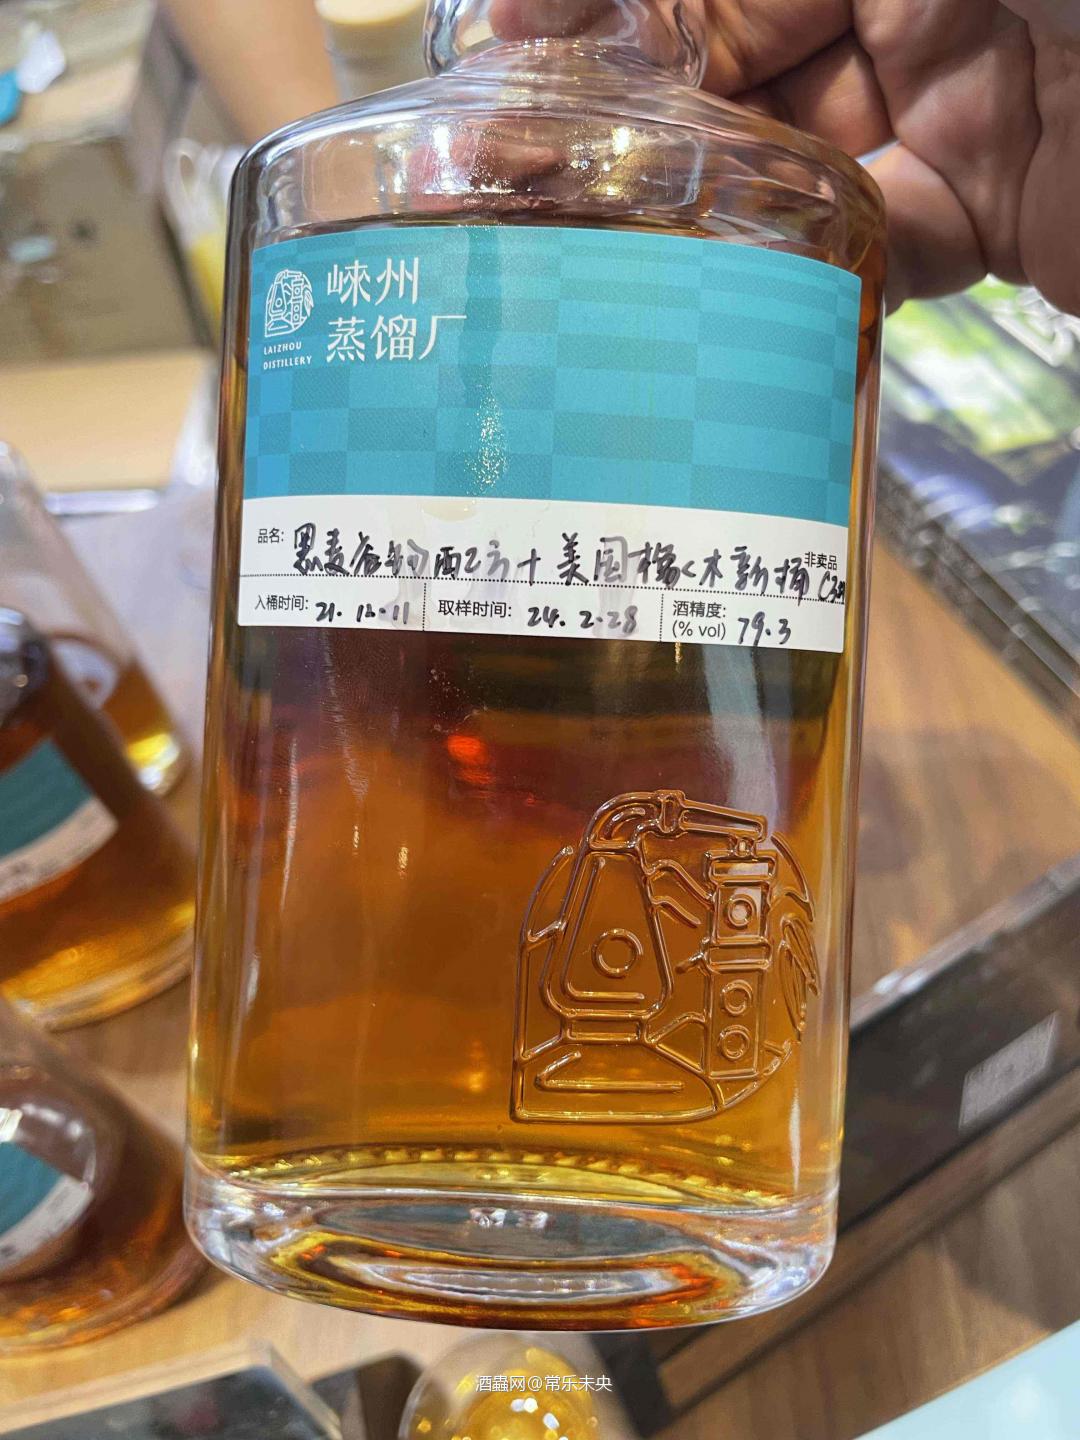 崃州
蒸馏厂
LAIZHOU
DISTILLERY
品名: 黑麦谷物配方+美国橡木新桶
非卖品
入桶时间: 21.12.11 取样时间: 24.2.28 酒精度: (% vol) 79.3
酒蟲网@常乐未央